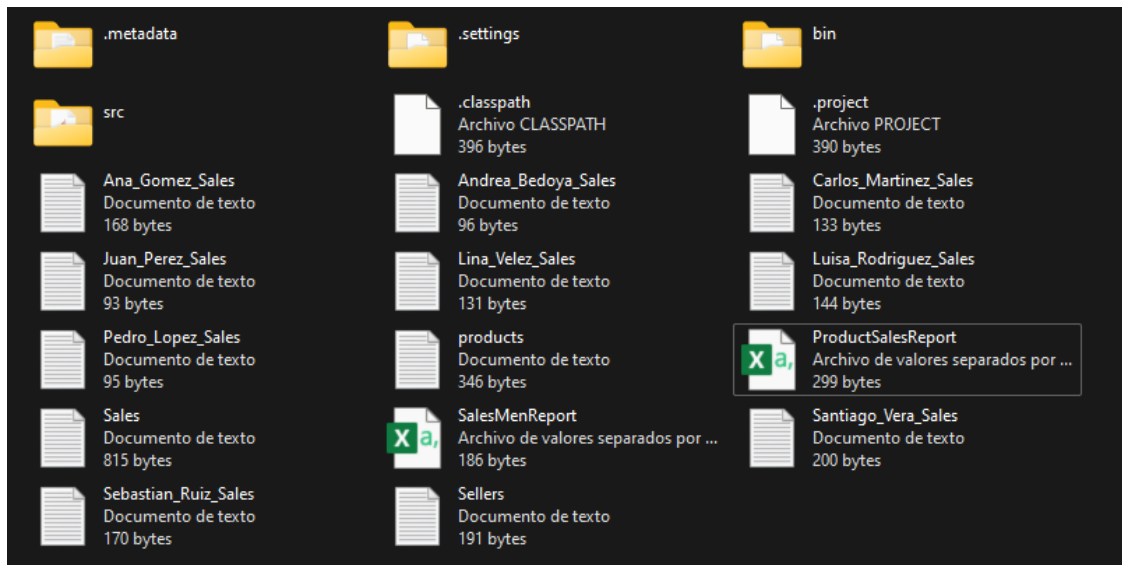 .metadata
.settings
bin
src
.classpath
Archivo CLASSPATH
396 bytes
.project
Archivo PROJECT
390 bytes
Ana_Gomez_Sales
Documento de texto
168 bytes
Andrea_Bedoya_Sales
Documento de texto
96 bytes
Carlos_Martinez_Sales
Documento de texto
133 bytes
Juan_Perez_Sales
Documento de texto
93 bytes
Lina_Velez_Sales
Documento de texto
131 bytes
Luisa_Rodriguez_Sales
Documento de texto
144 bytes
Pedro_Lopez_Sales
Documento de texto
95 bytes
products
Documento de texto
346 bytes
X a,
ProductSalesReport
Archivo de valores separados por ...
299 bytes
Sales
Documento de texto
815 bytes
X a,
SalesMenReport
Archivo de valores separados por ...
186 bytes
Santiago_Vera_Sales
Documento de texto
200 bytes
Sebastian_Ruiz_Sales
Documento de texto
170 bytes
Sellers
Documento de texto
191 bytes